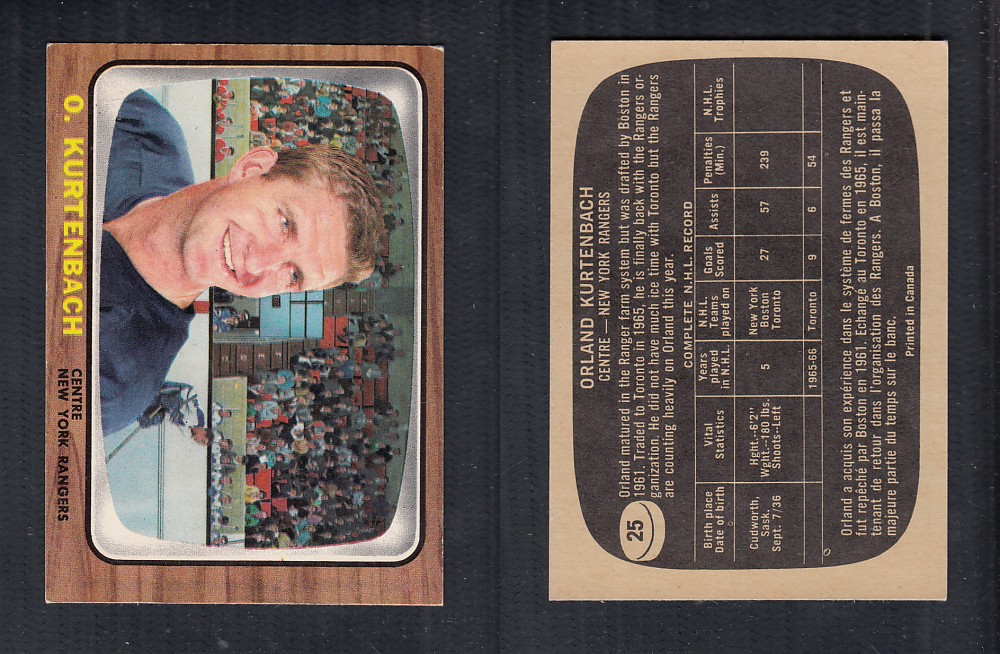 O. KURTENBACH
CENTRE
NEW YORK RANGERS
25
ORLAND KURTENBACH
CENTRE—NEW YORK RANGERS
Orland matured in the Ranger farm system but was drafted by Boston in
1961. Traded to Toronto in 1965, he is finally back with the Rangers or-
ganization. He did not have much ice time with Toronto but the Rangers
are counting heavily on Orland this year.
COMPLETE N.H.L. RECORD
Birth place Date of birth | Vital Statistics | Years played in N.H.L. | N.H.L. Teams played on | Goals Scored | Assists | Penalties (Min.) | N.H.L. Trophies
Cudworth, Sask. Sept. 7/36 | Hght.–6'2" Wght.–180 lbs. Shoots–Left | 5 | New York Boston Toronto | 27 | 57 | 239
1965-66 | Toronto | 9 | 6 | 54
Orland a acquis son expérience dans le système de fermes des Rangers et
fut repêché par Boston en 1961. Echangé au Toronto en 1965, il est main-
tenant de retour dans l'organisation des Rangers. A Boston, il passa la
majeure partie du temps sur le banc.
Printed in Canada